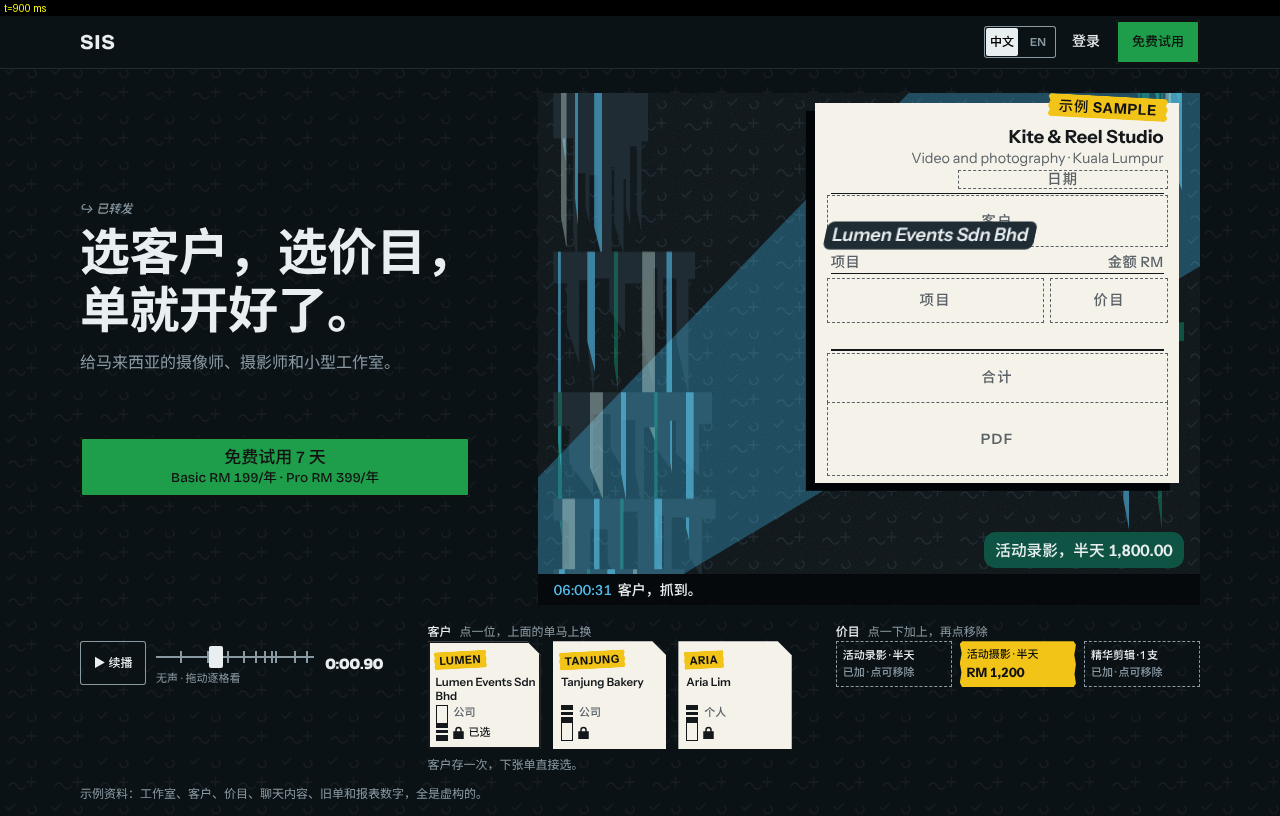 t=900 ms
SIS
中文 EN 登录 免费试用
↪ 已转发
选客户，选价目，
单就开好了。
给马来西亚的摄像师、摄影师和小型工作室。
免费试用 7 天
Basic RM 199/年 · Pro RM 399/年
示例 SAMPLE
Kite & Reel Studio
Video and photography · Kuala Lumpur
日期
客户
Lumen Events Sdn Bhd
项目 金额 RM
项目 价目
合计
PDF
活动录影，半天 1,800.00
06:00:31 客户，抓到。
▶ 续播
0:00.90
无声 · 拖动逐格看
客户 点一位，上面的单马上换
LUMEN
Lumen Events Sdn Bhd
公司
已选
TANJUNG
Tanjung Bakery
公司
ARIA
Aria Lim
个人
客户存一次，下张单直接选。
价目 点一下加上，再点移除
活动录影 · 半天
已加 · 点可移除
活动摄影 · 半天
RM 1,200
精华剪辑 · 1 支
已加 · 点可移除
示例资料：工作室、客户、价目、聊天内容、旧单和报表数字，全是虚构的。